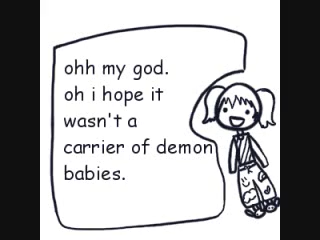 ohh my god.
oh i hope it
wasn't a
carrier of demon
babies.